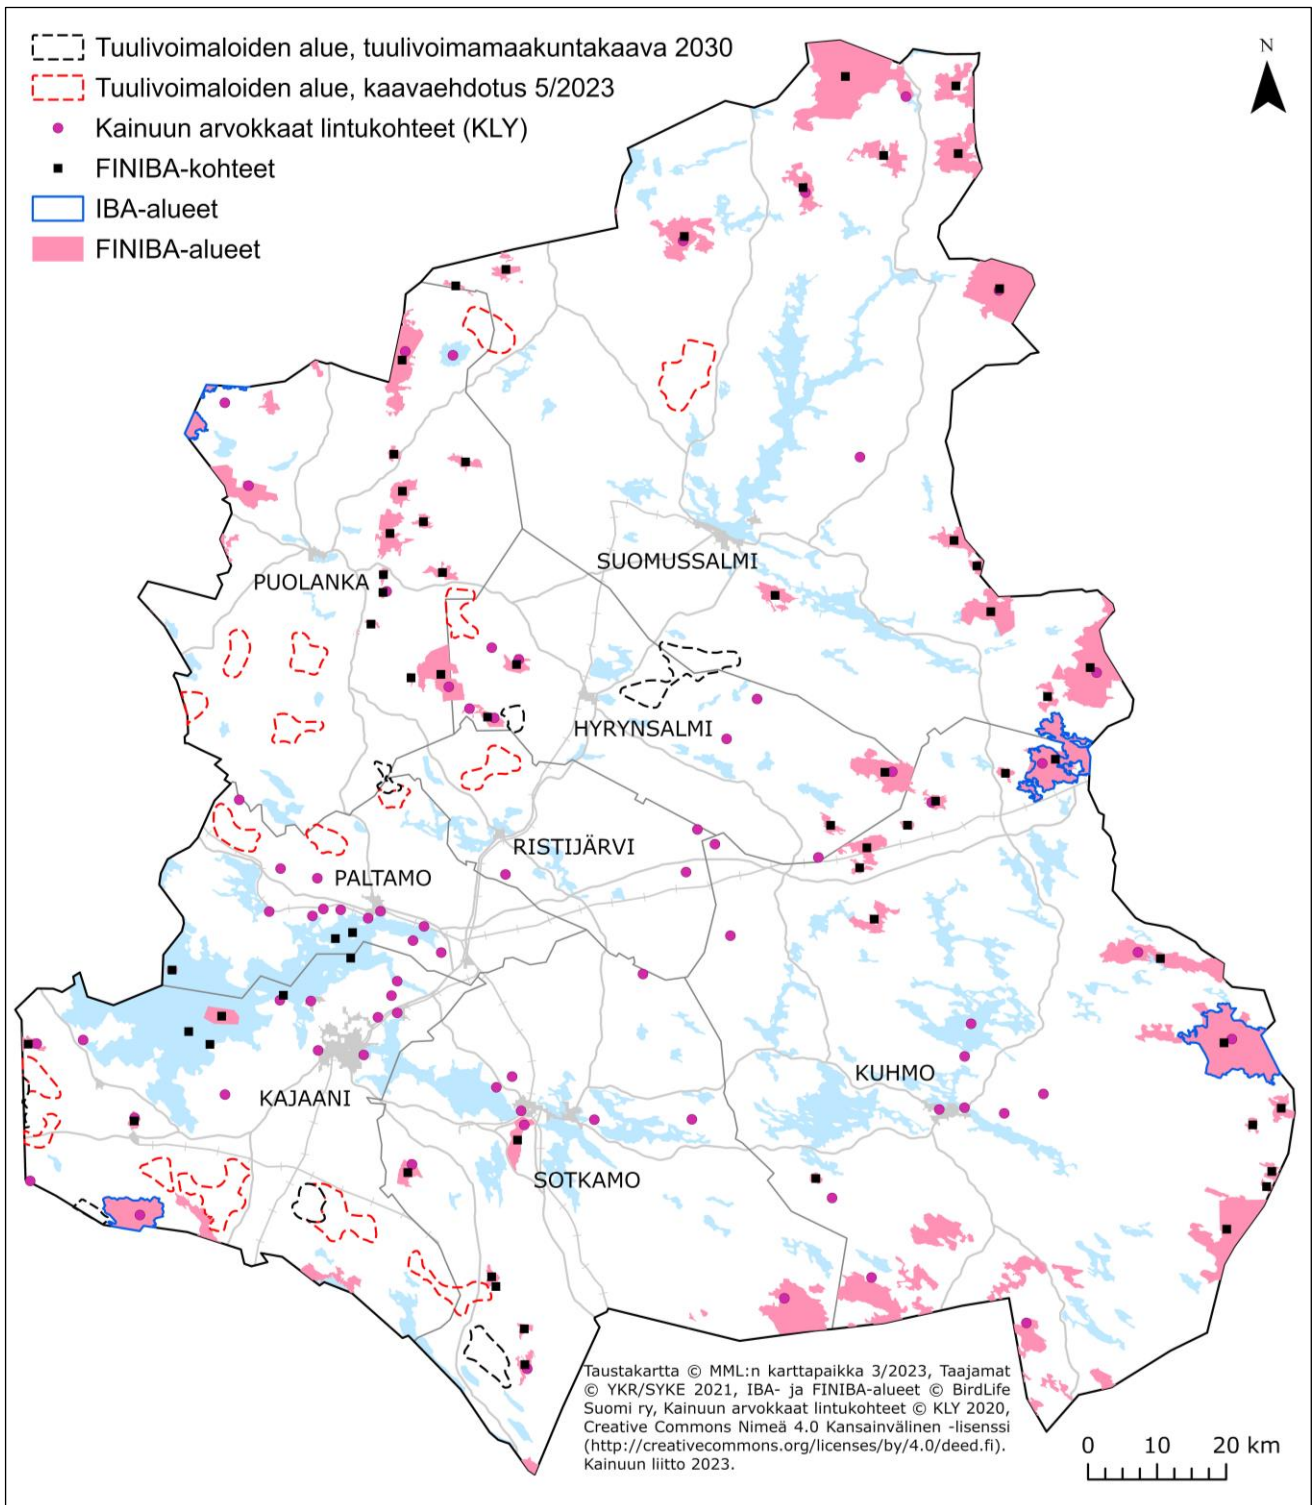 Tuulivoimaloiden alue, tuulivoimamaakuntakaava 2030
Tuulivoimaloiden alue, kaavaehdotus 5/2023
Kainuun arvokkaat lintukohteet (KLY)
FINIBA-kohteet
IBA-alueet
FINIBA-alueet
N
SUOMUSSALMI
PUOLANKA
HYRYNSALMI
RISTIJÄRVI
PALTAMO
KUHMO
KAJAANI
SOTKAMO
Taustakartta © MML:n karttapaikka 3/2023, Taajamat
© YKR/SYKE 2021, IBA- ja FINIBA-alueet © BirdLife
Suomi ry, Kainuun arvokkaat lintukohteet © KLY 2020,
Creative Commons Nimeä 4.0 Kansainvälinen -lisenssi
(http://creativecommons.org/licenses/by/4.0/deed.fi).
Kainuun liitto 2023.
0 10 20 km